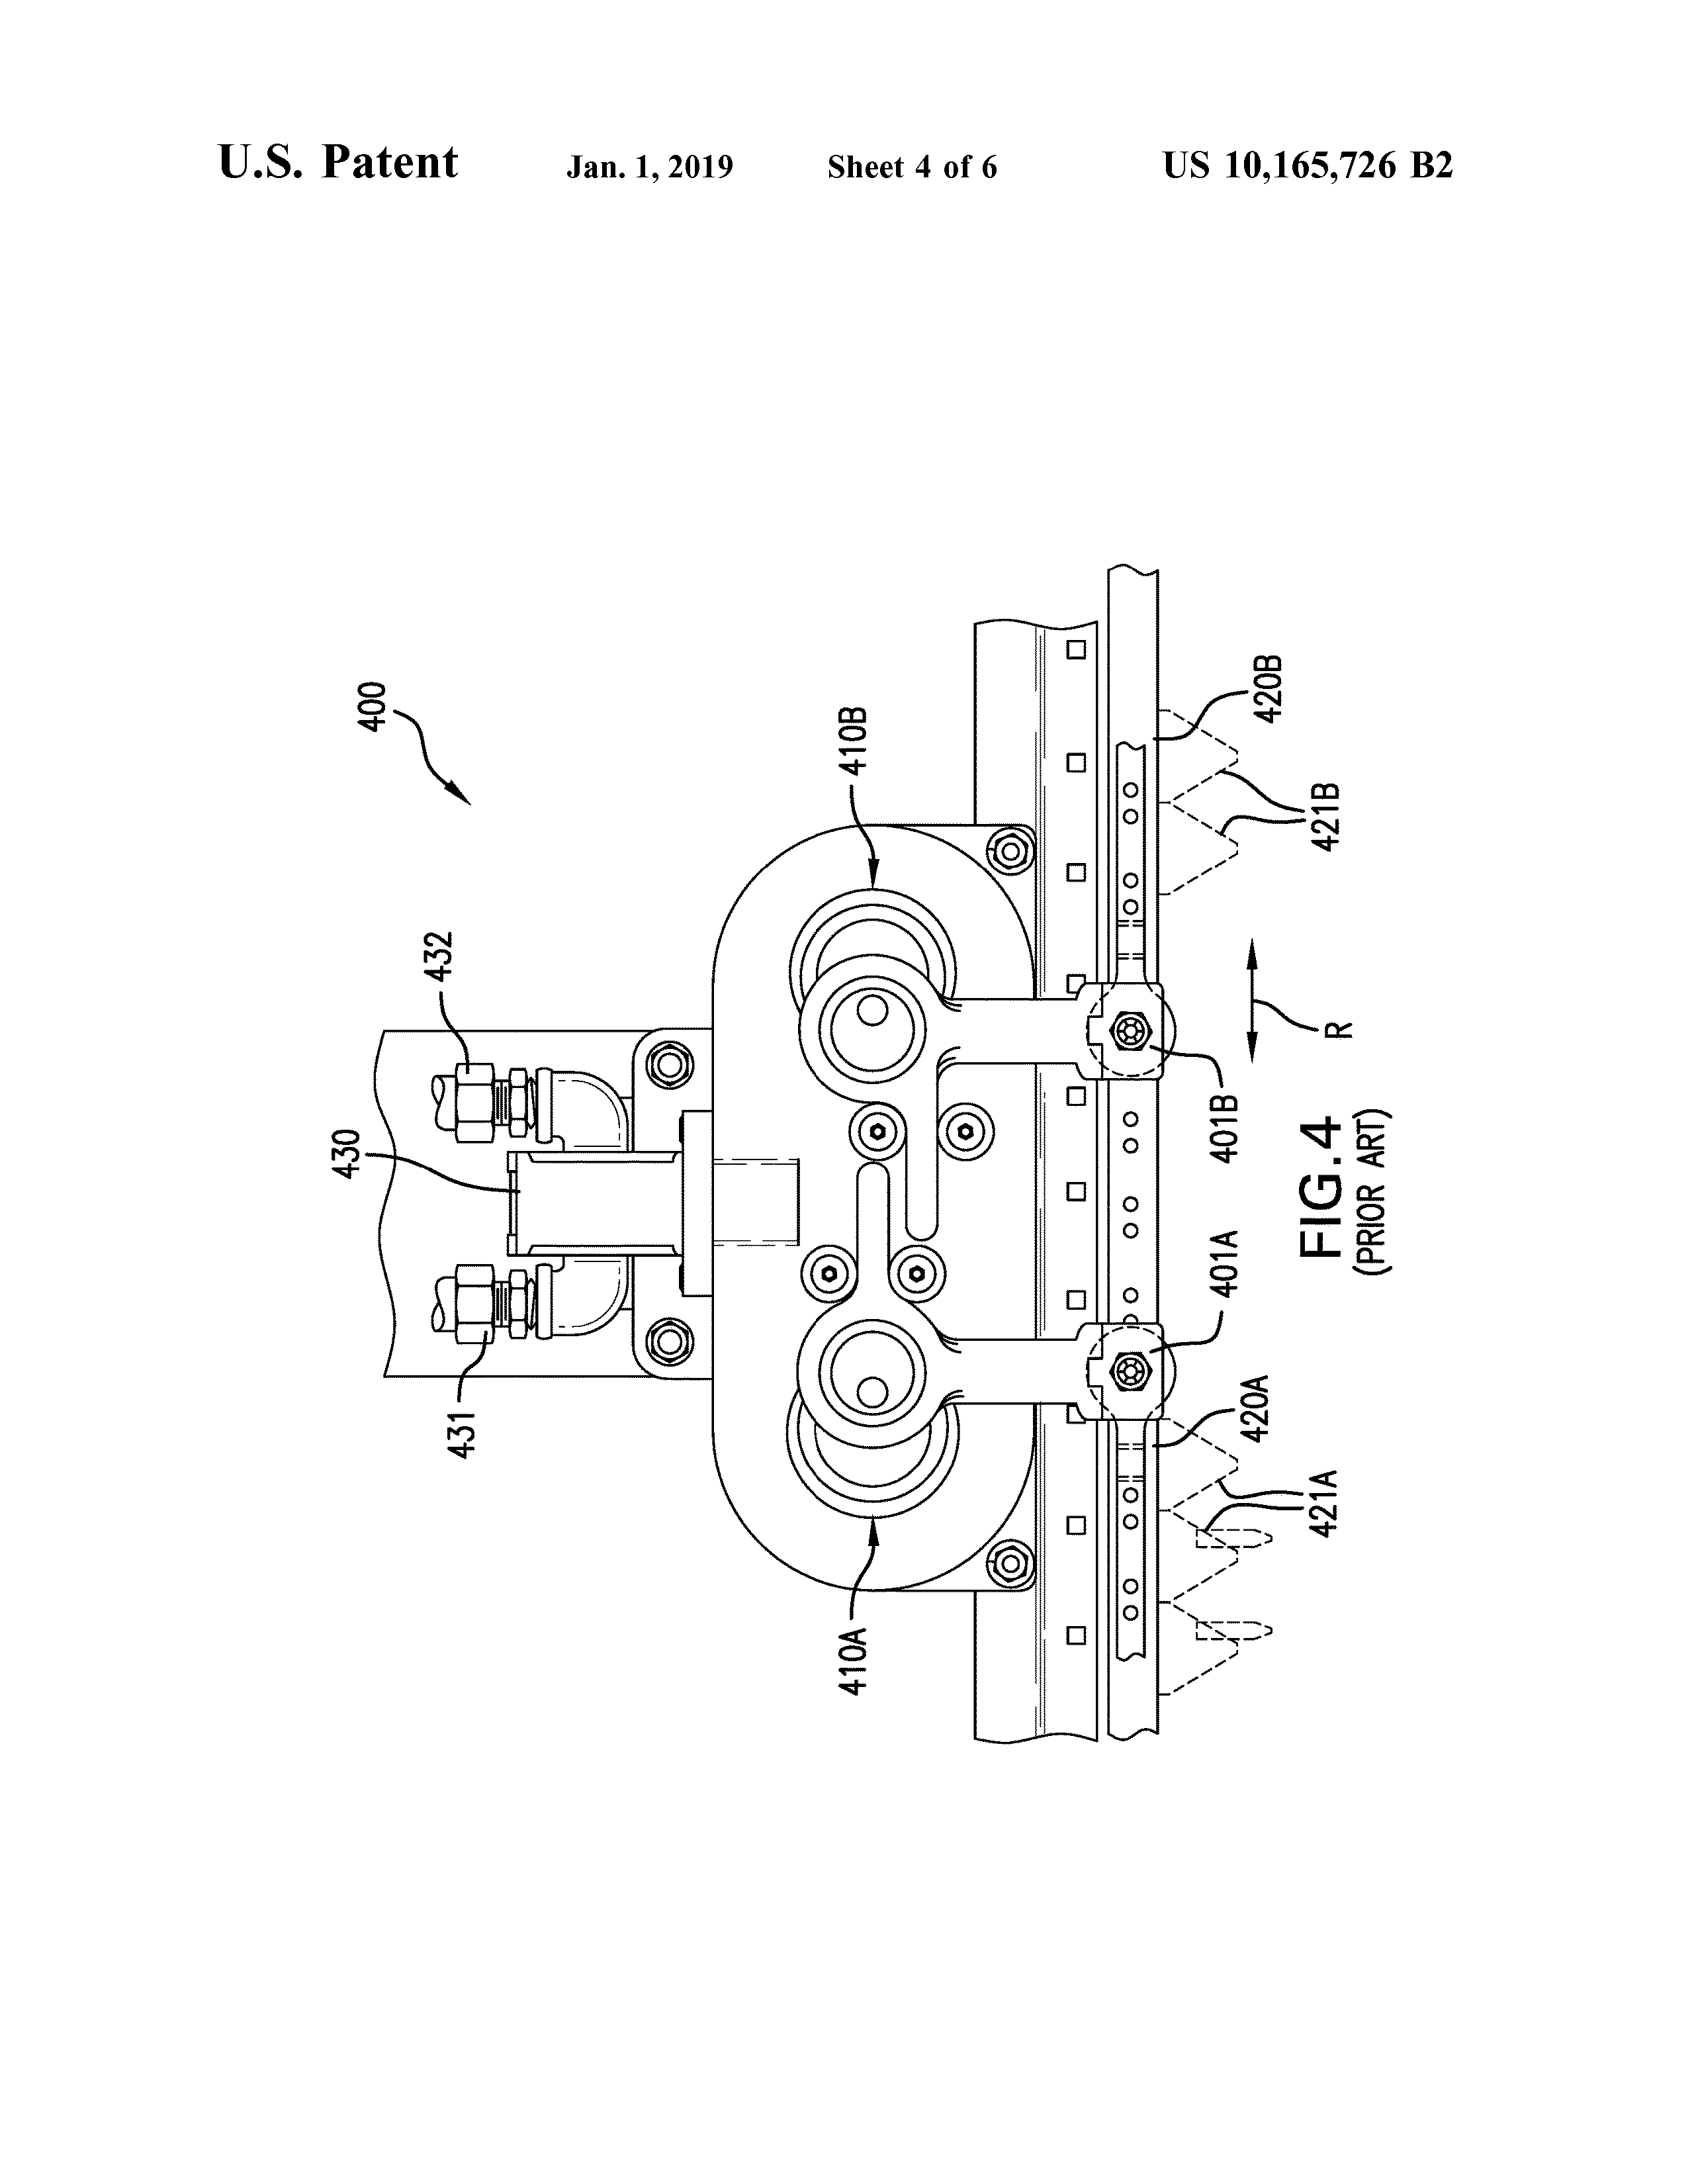 U.S. Patent Jan. 1, 2019 Sheet 4 of 6 US 10,165,726 B2
400
432
430
431
410B
410A
420B
421B
R
401B
401A
420A
421A
FIG.4
(PRIOR ART)